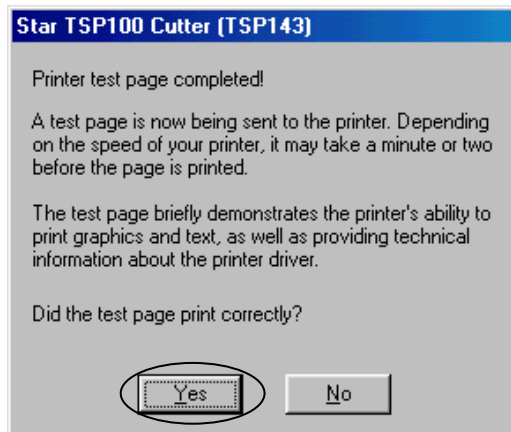 Star TSP100 Cutter (TSP143)
Printer test page completed!
A test page is now being sent to the printer. Depending
on the speed of your printer, it may take a minute or two
before the page is printed.
The test page briefly demonstrates the printer's ability to
print graphics and text, as well as providing technical
information about the printer driver.
Did the test page print correctly?
Yes No